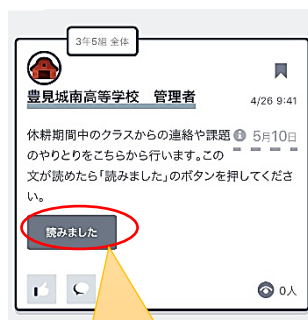 3年5組 全体
豊見城南高等学校 管理者
4/26 9:41
休耕期間中のクラスからの連絡や課題
5月10日
のやりとりをこちらから行います。この
文が読めたら「読みました」のボタンを押してくださ
い。
読みました
0人